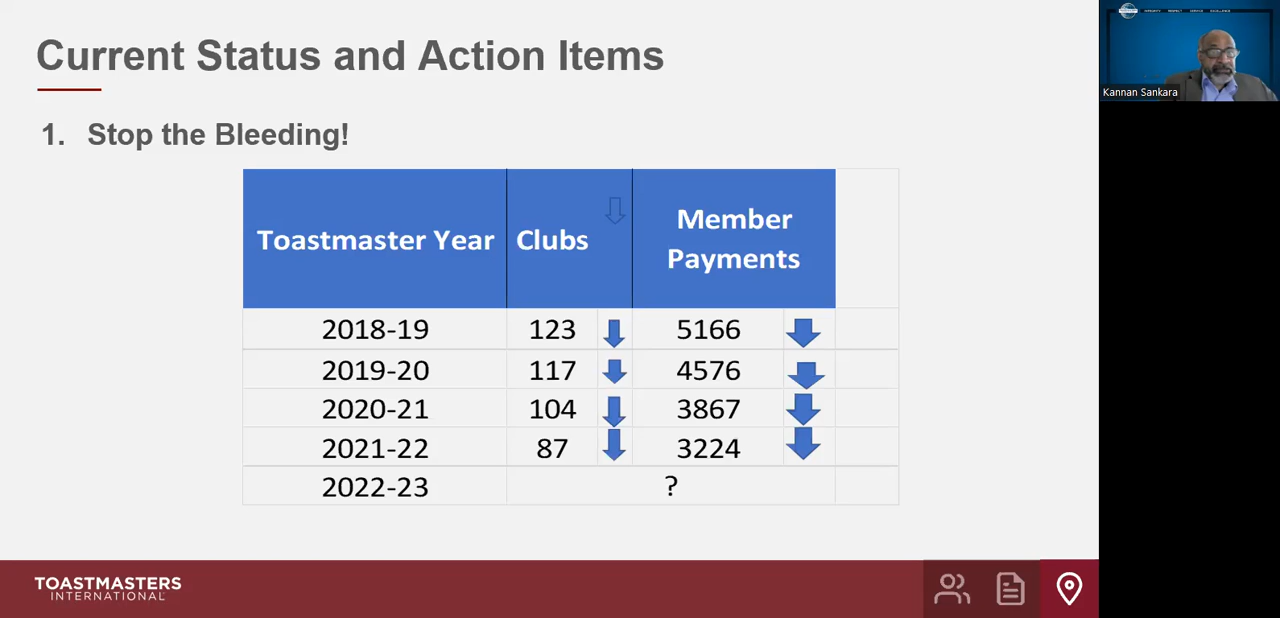 Current Status and Action Items
1. Stop the Bleeding!
Toastmaster Year Clubs Member Payments
2018-19 123 5166
2019-20 117 4576
2020-21 104 3867
2021-22 87 3224
2022-23 ?
TOASTMASTERS
INTERNATIONAL
Kannan Sankara